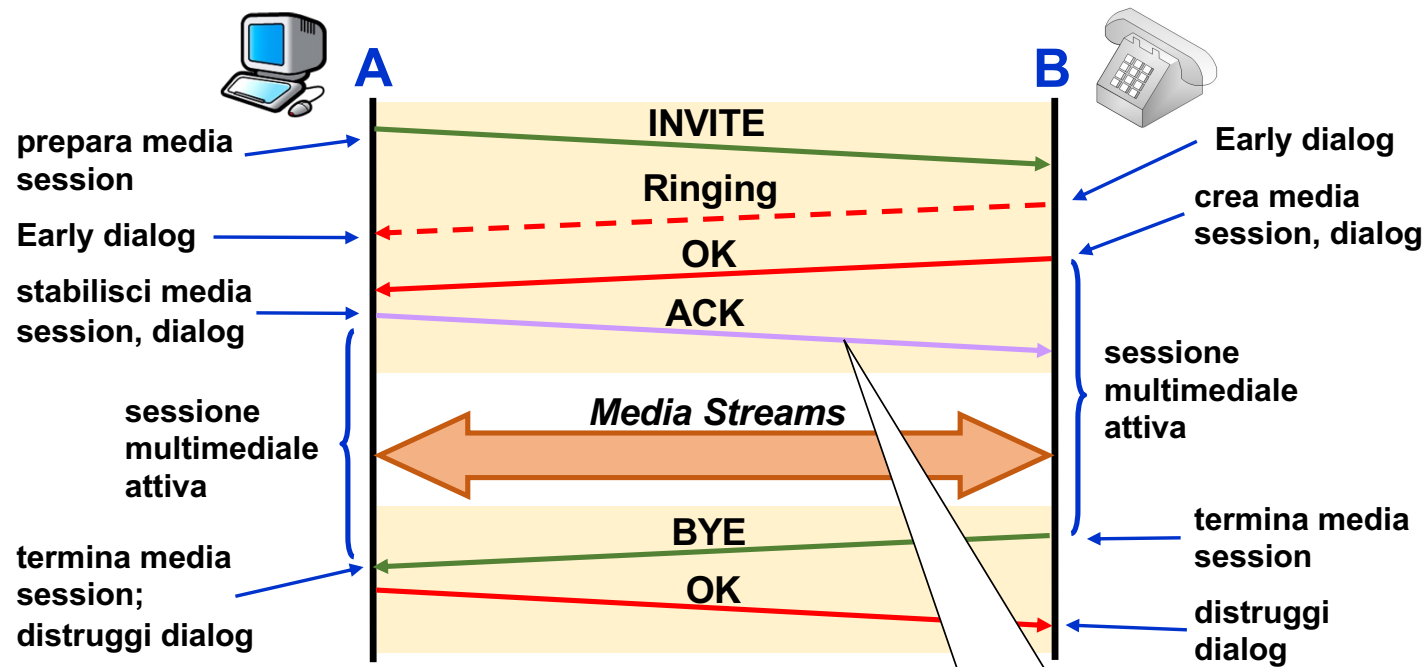 A
B
INVITE
prepara media
session
Early dialog
Ringing
crea media
session, dialog
Early dialog
OK
stabilisci media
session, dialog
ACK
sessione
multimediale
attiva
Media Streams
sessione
multimediale
attiva
BYE
termina media
session
termina media
session;
distruggi dialog
OK
distruggi
dialog